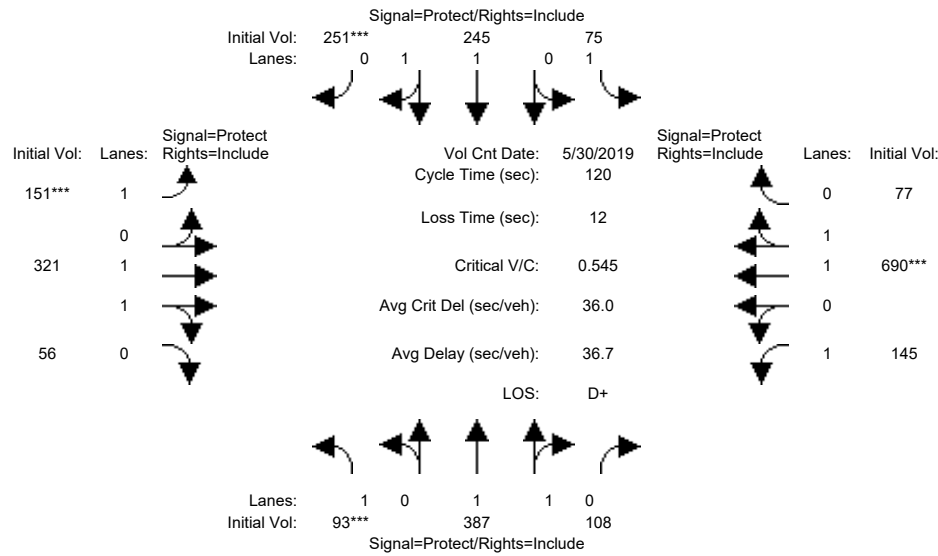 Signal=Protect/Rights=Include
Initial Vol: 251*** 245 75
Lanes: 0 1 1 0 1
Signal=Protect
Initial Vol: Lanes: Rights=Include
Vol Cnt Date: 5/30/2019
Signal=Protect
Rights=Include Lanes: Initial Vol:
Cycle Time (sec): 120
151*** 1
0 77
Loss Time (sec): 12
0
1
321 1
Critical V/C: 0.545
1 690***
1
Avg Crit Del (sec/veh): 36.0
0
56 0
Avg Delay (sec/veh): 36.7
1 145
LOS: D+
Lanes: 1 0 1 1 0
Initial Vol: 93*** 387 108
Signal=Protect/Rights=Include